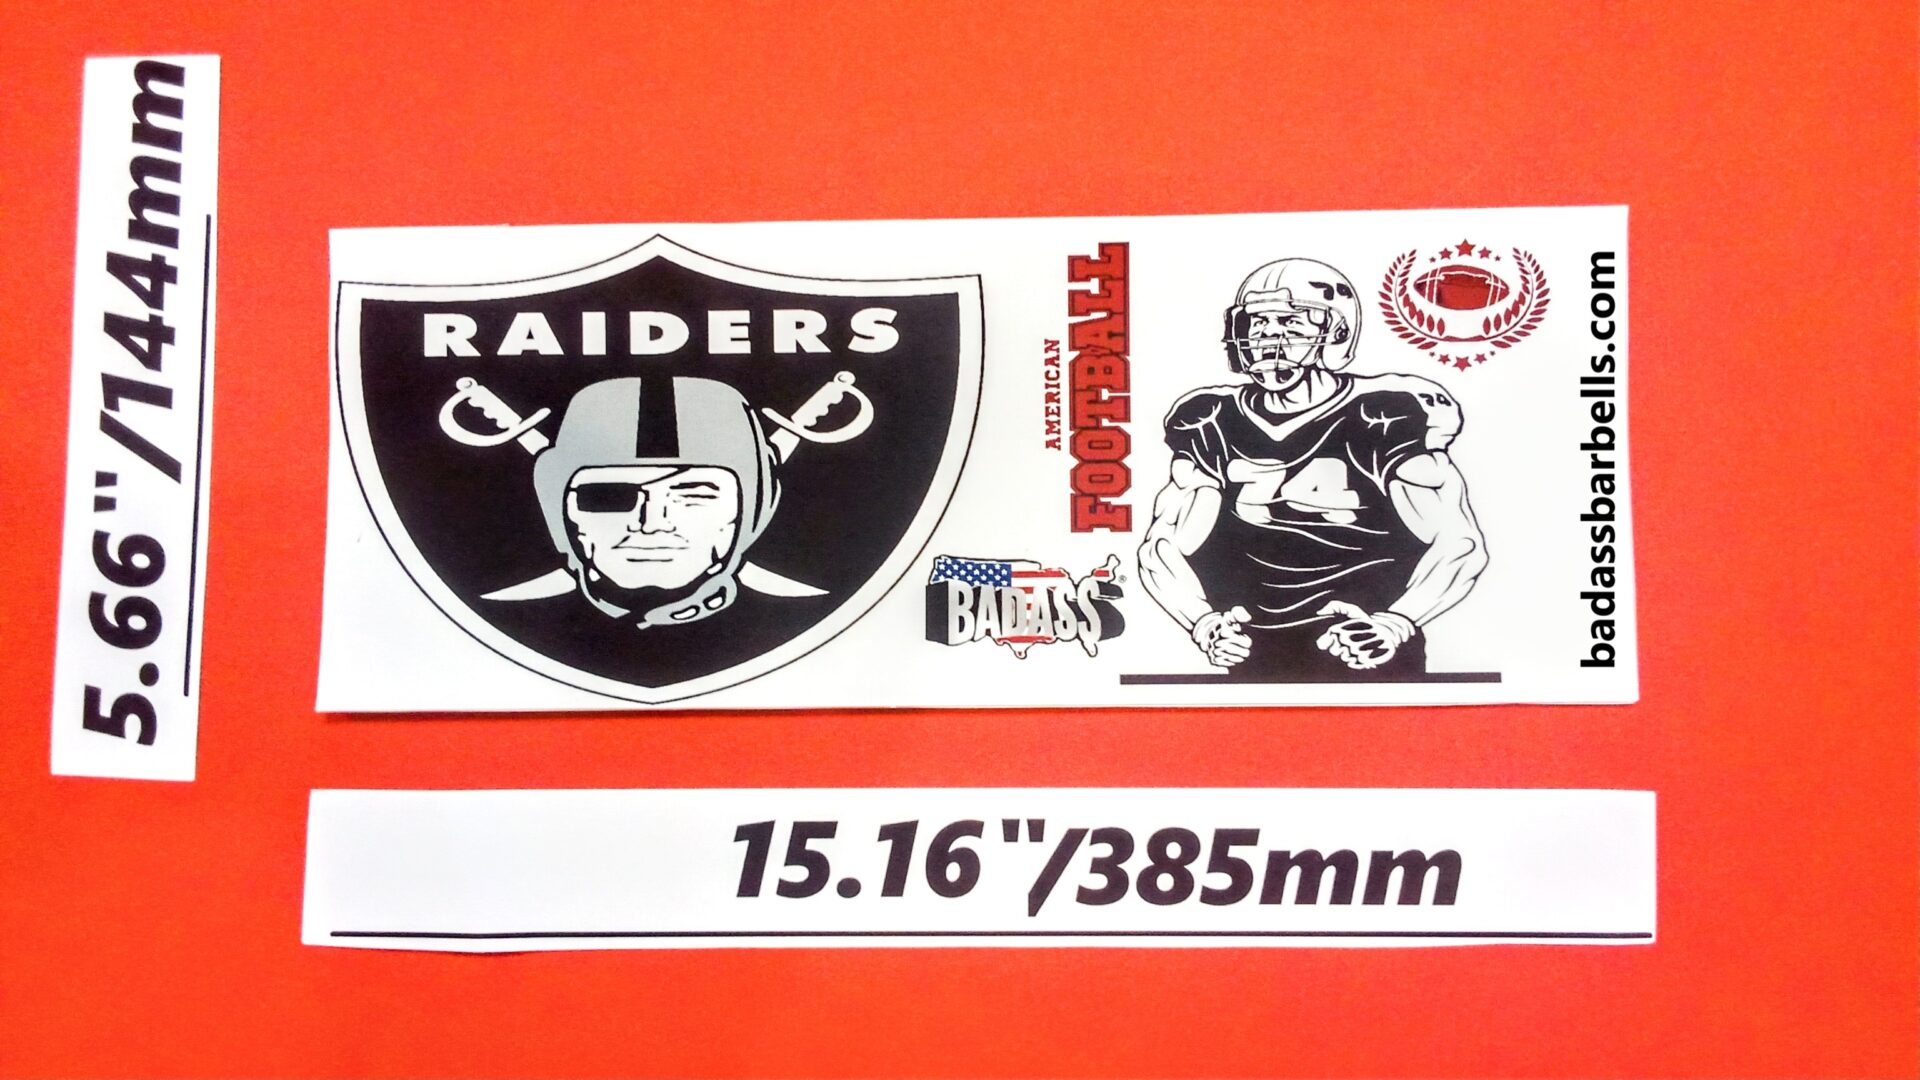 5.66"/144mm
RAIDERS
AMERICAN
FOOTBALL
BADASS
®
74
badassbarbells.com
15.16"/385mm